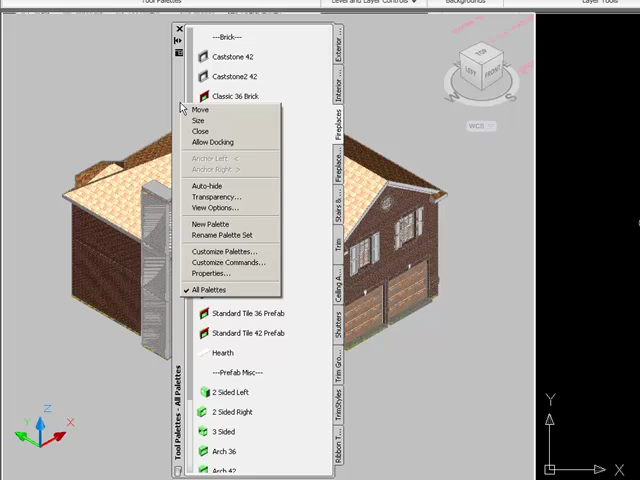 Tool Palettes
Level and Layer Controls
Backgrounds
Layer Tools
---Brick---
Caststone 42
Caststone2 42
Classic 36 Brick
Move
Size
Close
Allow Docking
Anchor Left <
Anchor Right >
Auto-hide
Transparency...
View Options...
New Palette
Rename Palette Set
Customize Palettes...
Customize Commands...
Properties...
All Palettes
Standard Tile 36 Prefab
Standard Tile 42 Prefab
Hearth
---Prefab Misc---
2 Sided Left
2 Sided Right
3 Sided
Arch 36
Arch 42
Tool Palettes - All Palettes
Exterior
Interior ...
Fireplaces
Fireplace...
Stairs & ...
Trim
Ceiling A...
Shutters
Trim Gro...
TrimStyles
Ribbon T...
TOP
LEFT
FRONT
WCS
Z
Y
X
Y
X